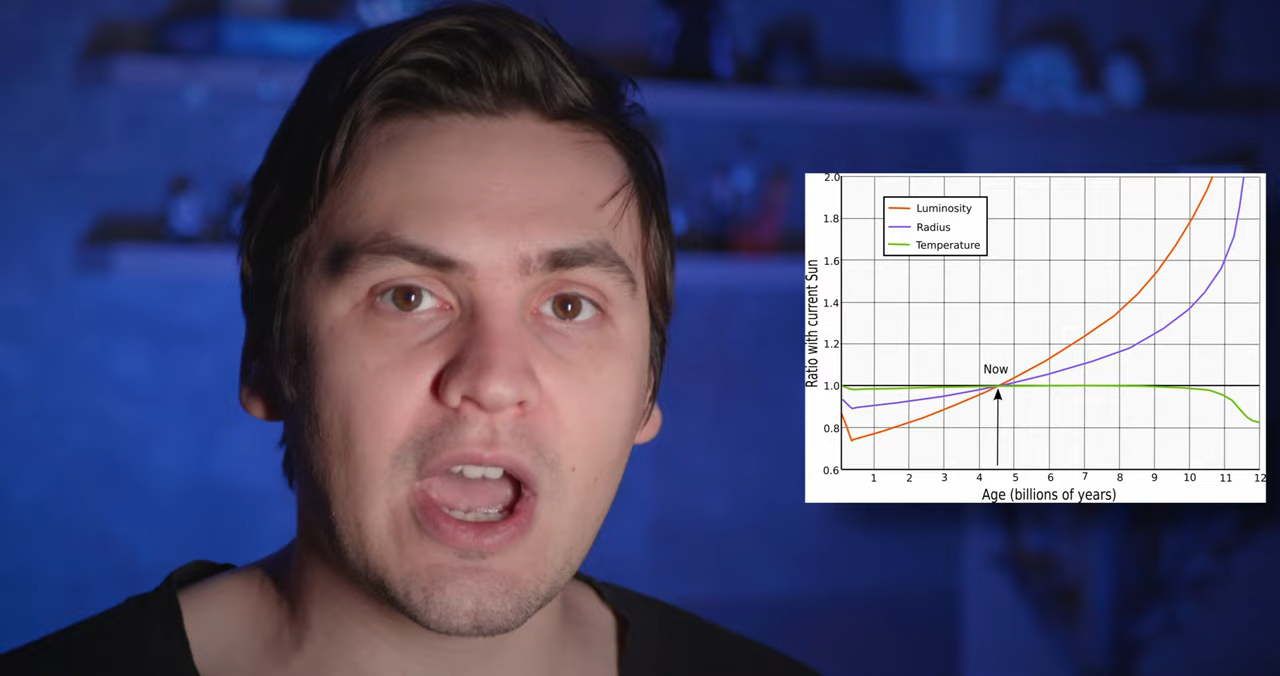 2.0
1.8
1.6
1.4
1.2
1.0
0.8
0.6
Ratio with current Sun
Luminosity
Radius
Temperature
Now
1 2 3 4 5 6 7 8 9 10 11 12
Age (billions of years)